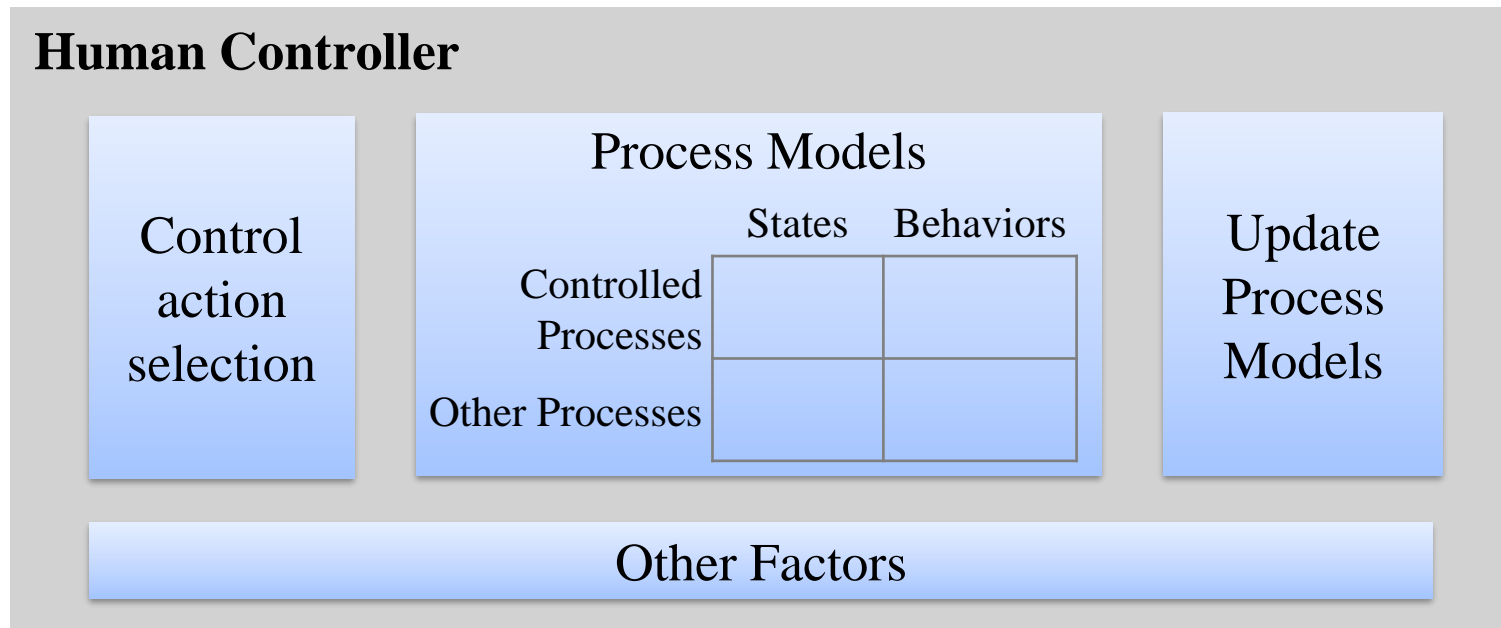 Human Controller
Control
action
selection
Process Models
States Behaviors
Controlled
Processes
Other Processes
Update
Process
Models
Other Factors